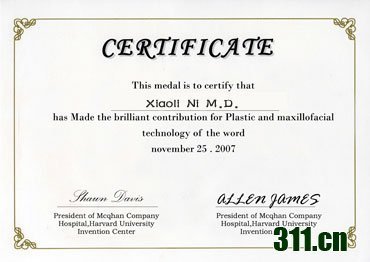 CERTIFICATE
This medal is to certify that
Xiaoli Ni M.D.
has Made the brilliant contribution for Plastic and maxillofacial
technology of the word
november 25 . 2007
Shawn Davis
ALLEN JAMES
President of Mcqhan Company
Hospital,Harvard University
Invention Center
President of Mcqhan Company
Hospital,Harvard University
Invention
311.cn